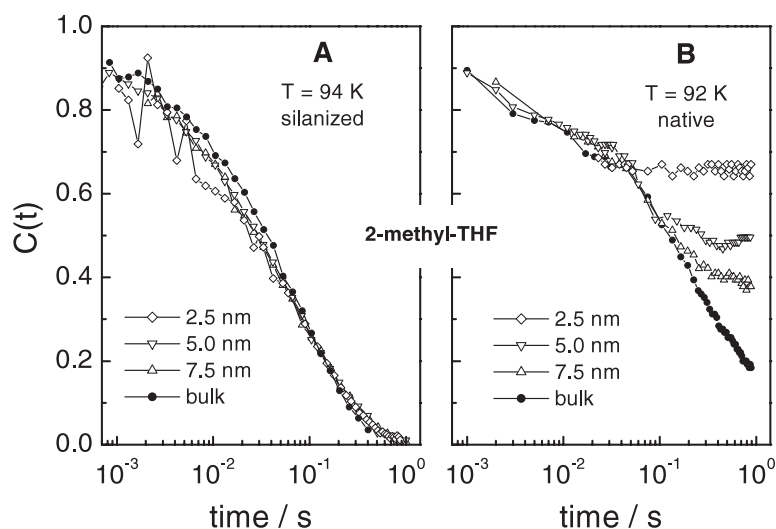 1.0
0.8
0.6
0.4
0.2
0.0
C(t)
A
T = 94 K
silanized
2.5 nm
5.0 nm
7.5 nm
bulk
10⁻³ 10⁻² 10⁻¹ 10⁰
time / s
2-methyl-THF
B
T = 92 K
native
2.5 nm
5.0 nm
7.5 nm
bulk
10⁻³ 10⁻² 10⁻¹ 10⁰
time / s